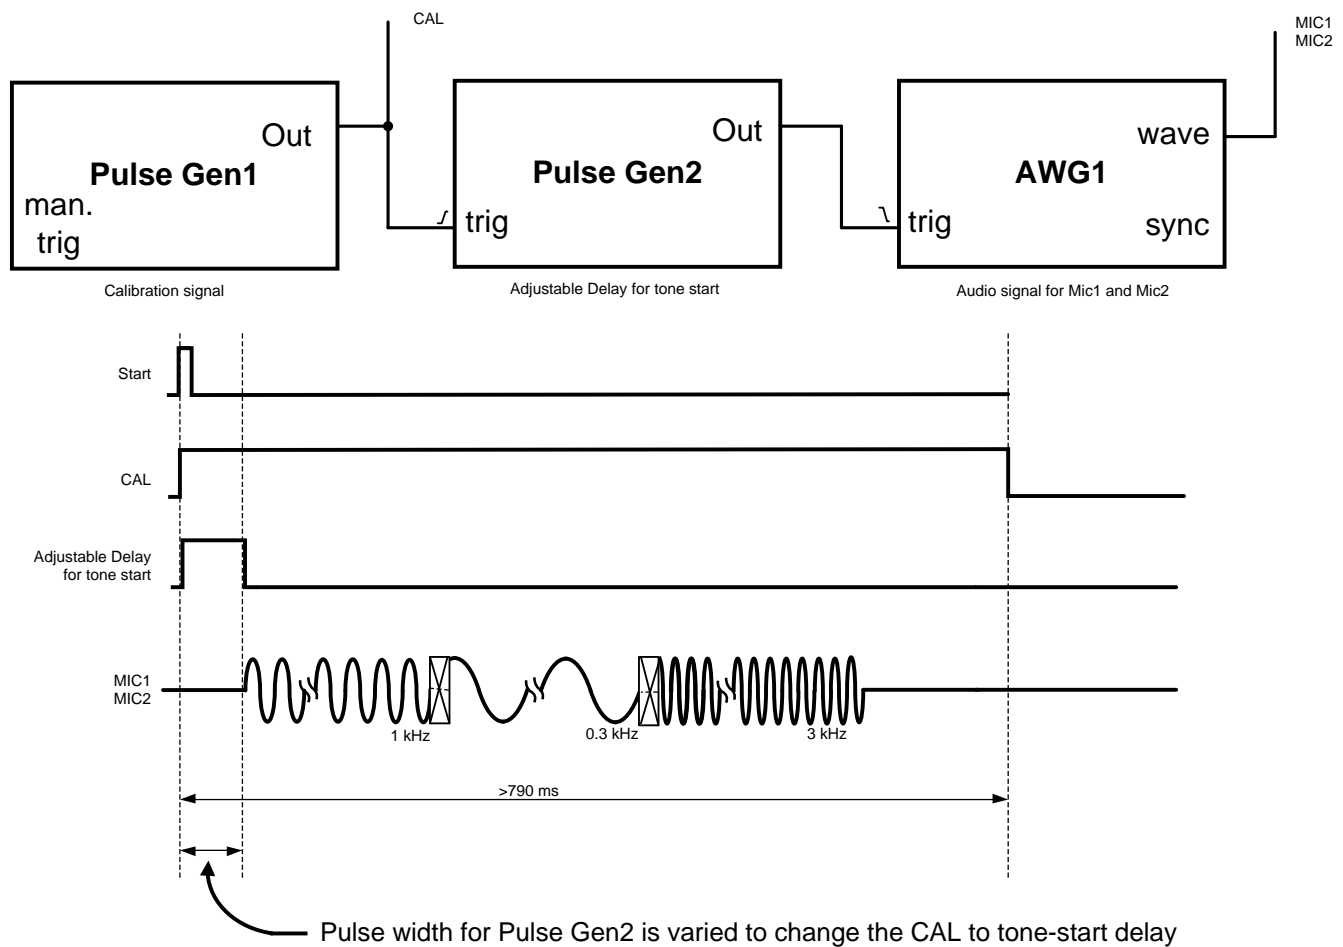 CAL
MIC1
MIC2
Out
Pulse Gen1
man.
trig
Out
Pulse Gen2
trig
wave
AWG1
trig
sync
Calibration signal
Adjustable Delay for tone start
Audio signal for Mic1 and Mic2
Start
CAL
Adjustable Delay
for tone start
MIC1
MIC2
1 kHz
0.3 kHz
3 kHz
>790 ms
Pulse width for Pulse Gen2 is varied to change the CAL to tone-start delay